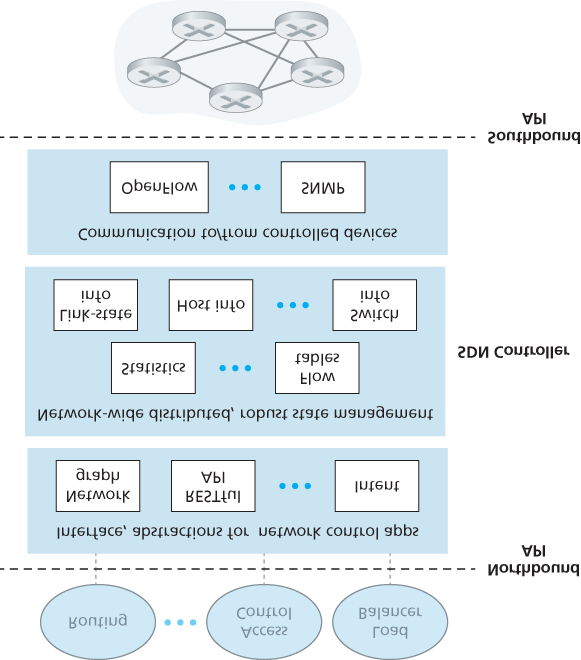 Routing
Access
Control
Load
Balancer
Northbound
API
Interface, abstractions for network control apps
Network
graph
RESTful
API
Intent
Network-wide distributed, robust state management
Statistics
Flow
tables
SDN Controller
Link-state
info
Host info
Switch
info
Communication to/from controlled devices
OpenFlow
SNMP
Southbound
API